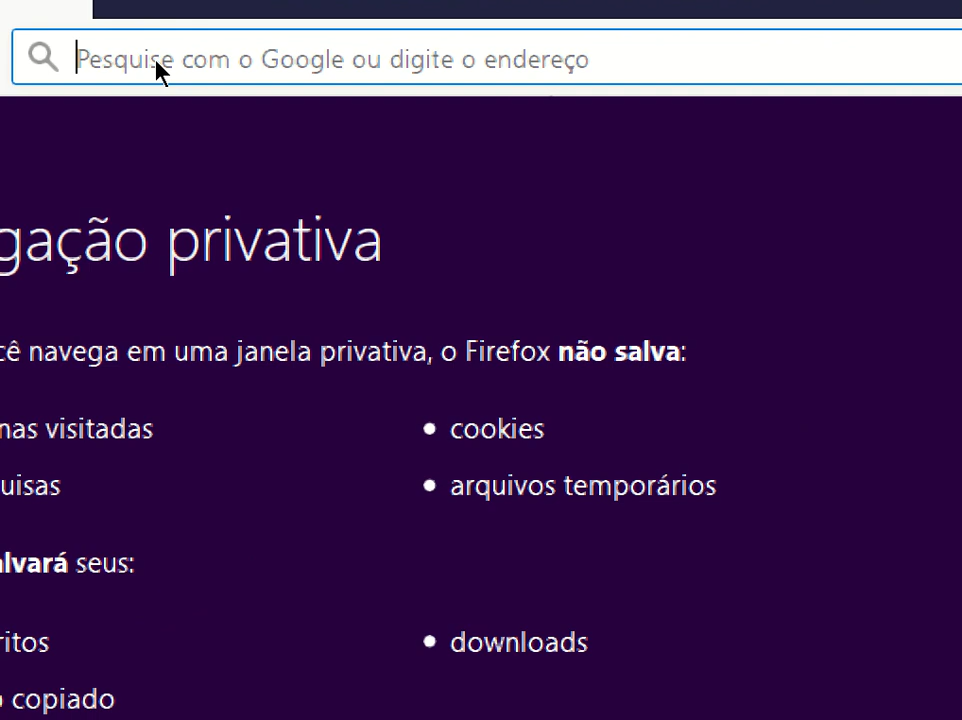 Pesquise com o Google ou digite o endereço
gação privativa
cê navega em uma janela privativa, o Firefox não salva:
nas visitadas
• cookies
uisas
• arquivos temporários
alvará seus:
ritos
• downloads
o copiado